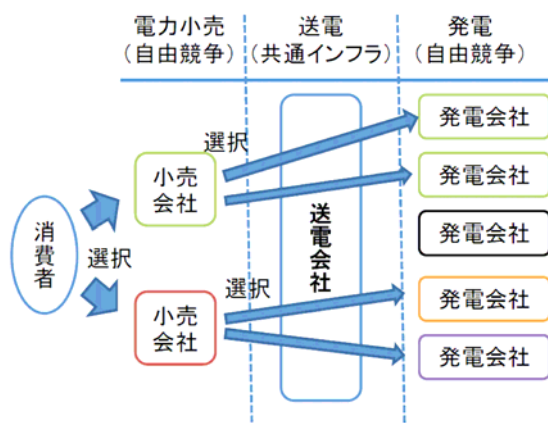 電力小売
(自由競争)
送電
(共通インフラ)
発電
(自由競争)
消費者
選択
小売
会社
小売
会社
選択
選択
送電会社
発電会社
発電会社
発電会社
発電会社
発電会社